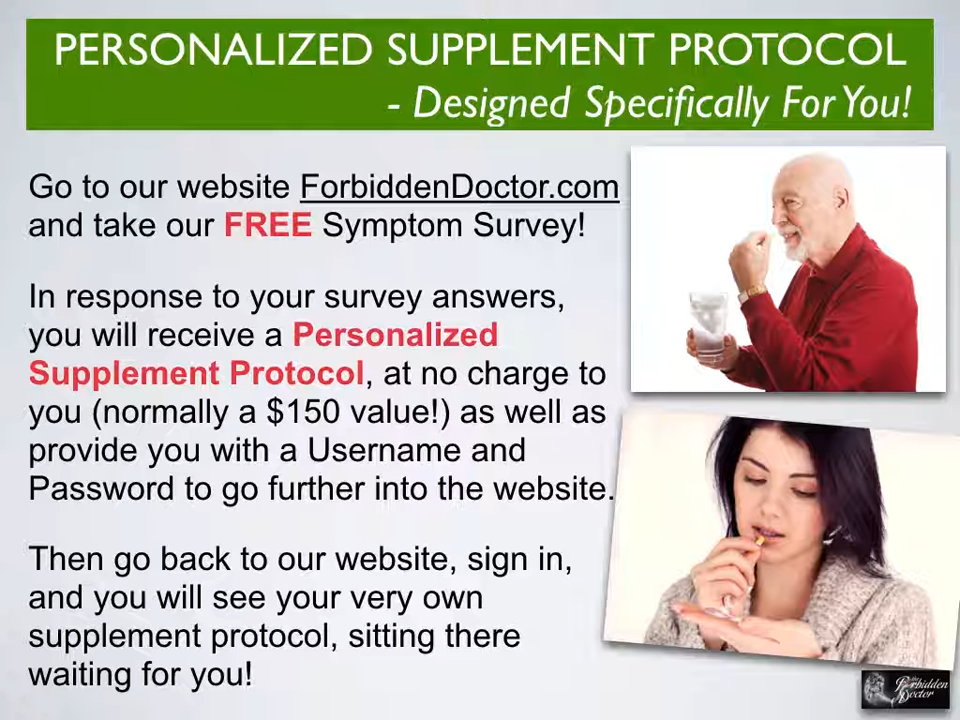 PERSONALIZED SUPPLEMENT PROTOCOL
- Designed Specifically For You!
Go to our website ForbiddenDoctor.com
and take our FREE Symptom Survey!
In response to your survey answers,
you will receive a Personalized
Supplement Protocol, at no charge to
you (normally a $150 value!) as well as
provide you with a Username and
Password to go further into the website.
Then go back to our website, sign in,
and you will see your very own
supplement protocol, sitting there
waiting for you!
the
Forbidden
Doctor